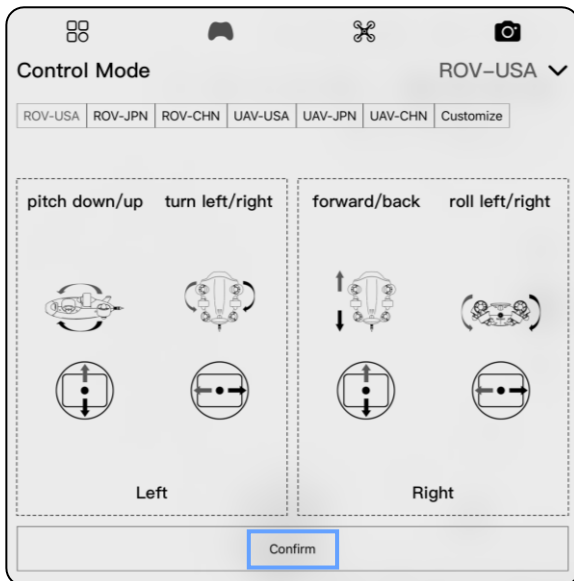 Control Mode ROV-USA
ROV-USA ROV-JPN ROV-CHN UAV-USA UAV-JPN UAV-CHN Customize
pitch down/up turn left/right forward/back roll left/right
Left Right
Confirm